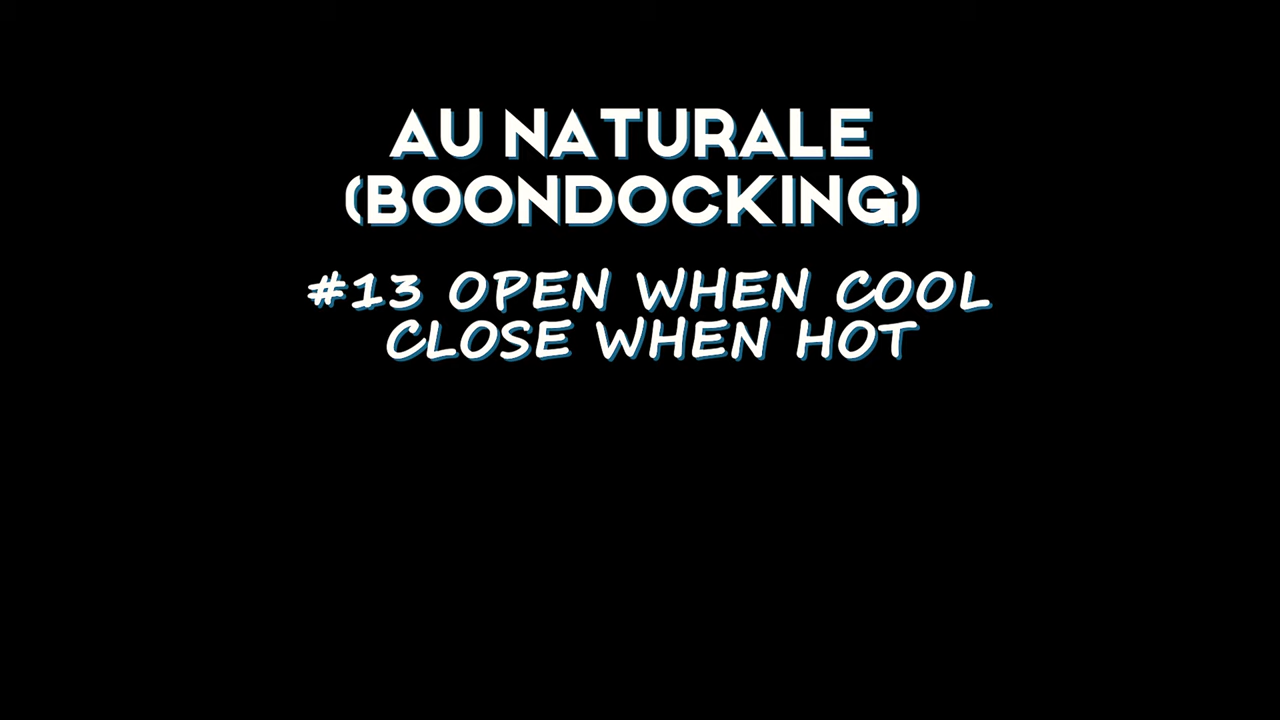 AU NATURALE
(BOONDOCKING)
#13 OPEN WHEN COOL
CLOSE WHEN HOT